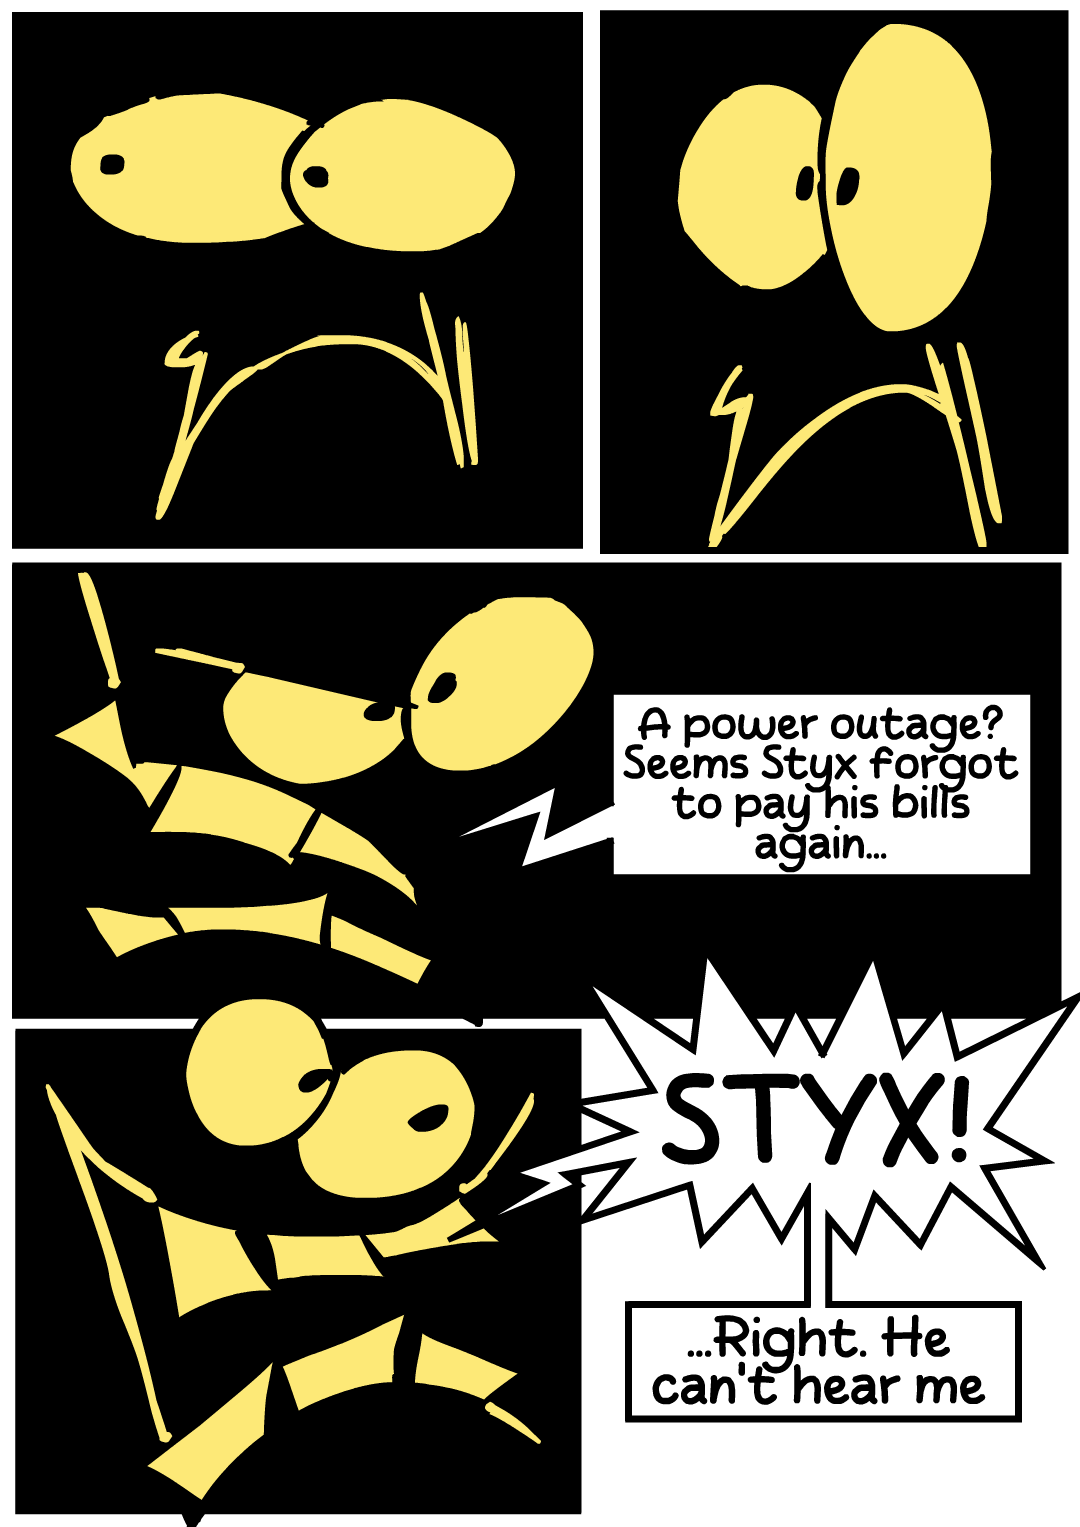 A power outage?
Seems Styx forgot
to pay his bills
again...
STYX!
...Right. He
can't hear me